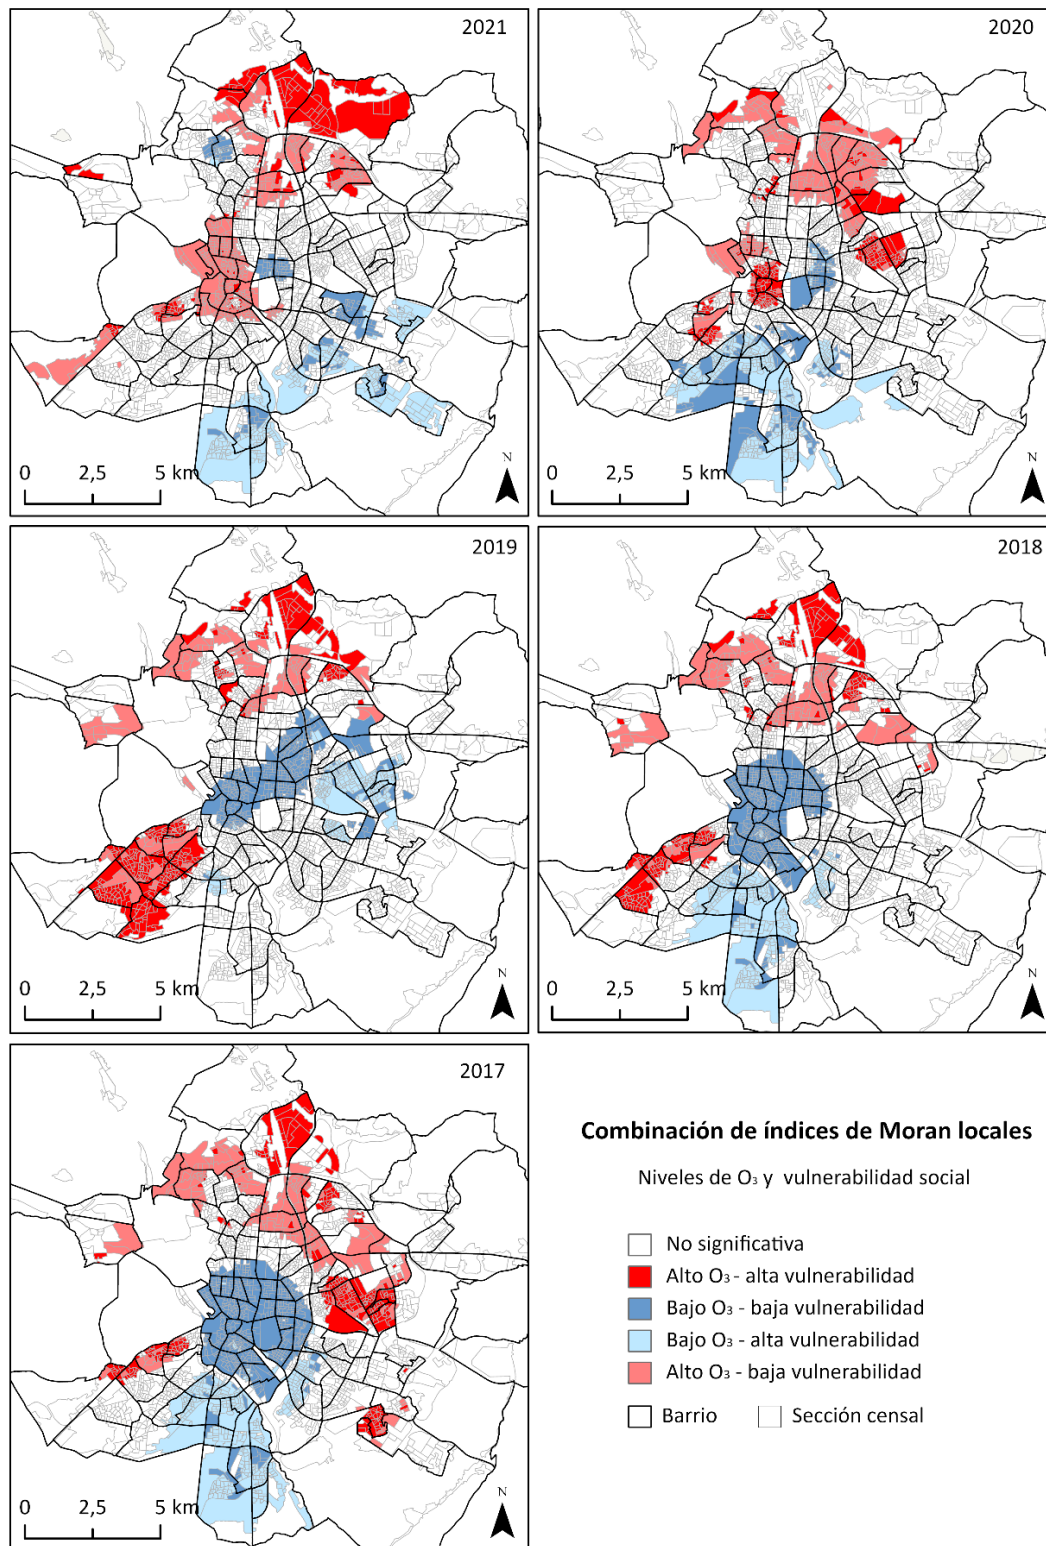 2021
0 2,5 5 km
N
2020
0 2,5 5 km
N
2019
0 2,5 5 km
N
2018
0 2,5 5 km
N
2017
0 2,5 5 km
N
Combinación de índices de Moran locales
Niveles de O₃ y vulnerabilidad social
No significativa
Alto O₃ - alta vulnerabilidad
Bajo O₃ - baja vulnerabilidad
Bajo O₃ - alta vulnerabilidad
Alto O₃ - baja vulnerabilidad
Barrio Sección censal